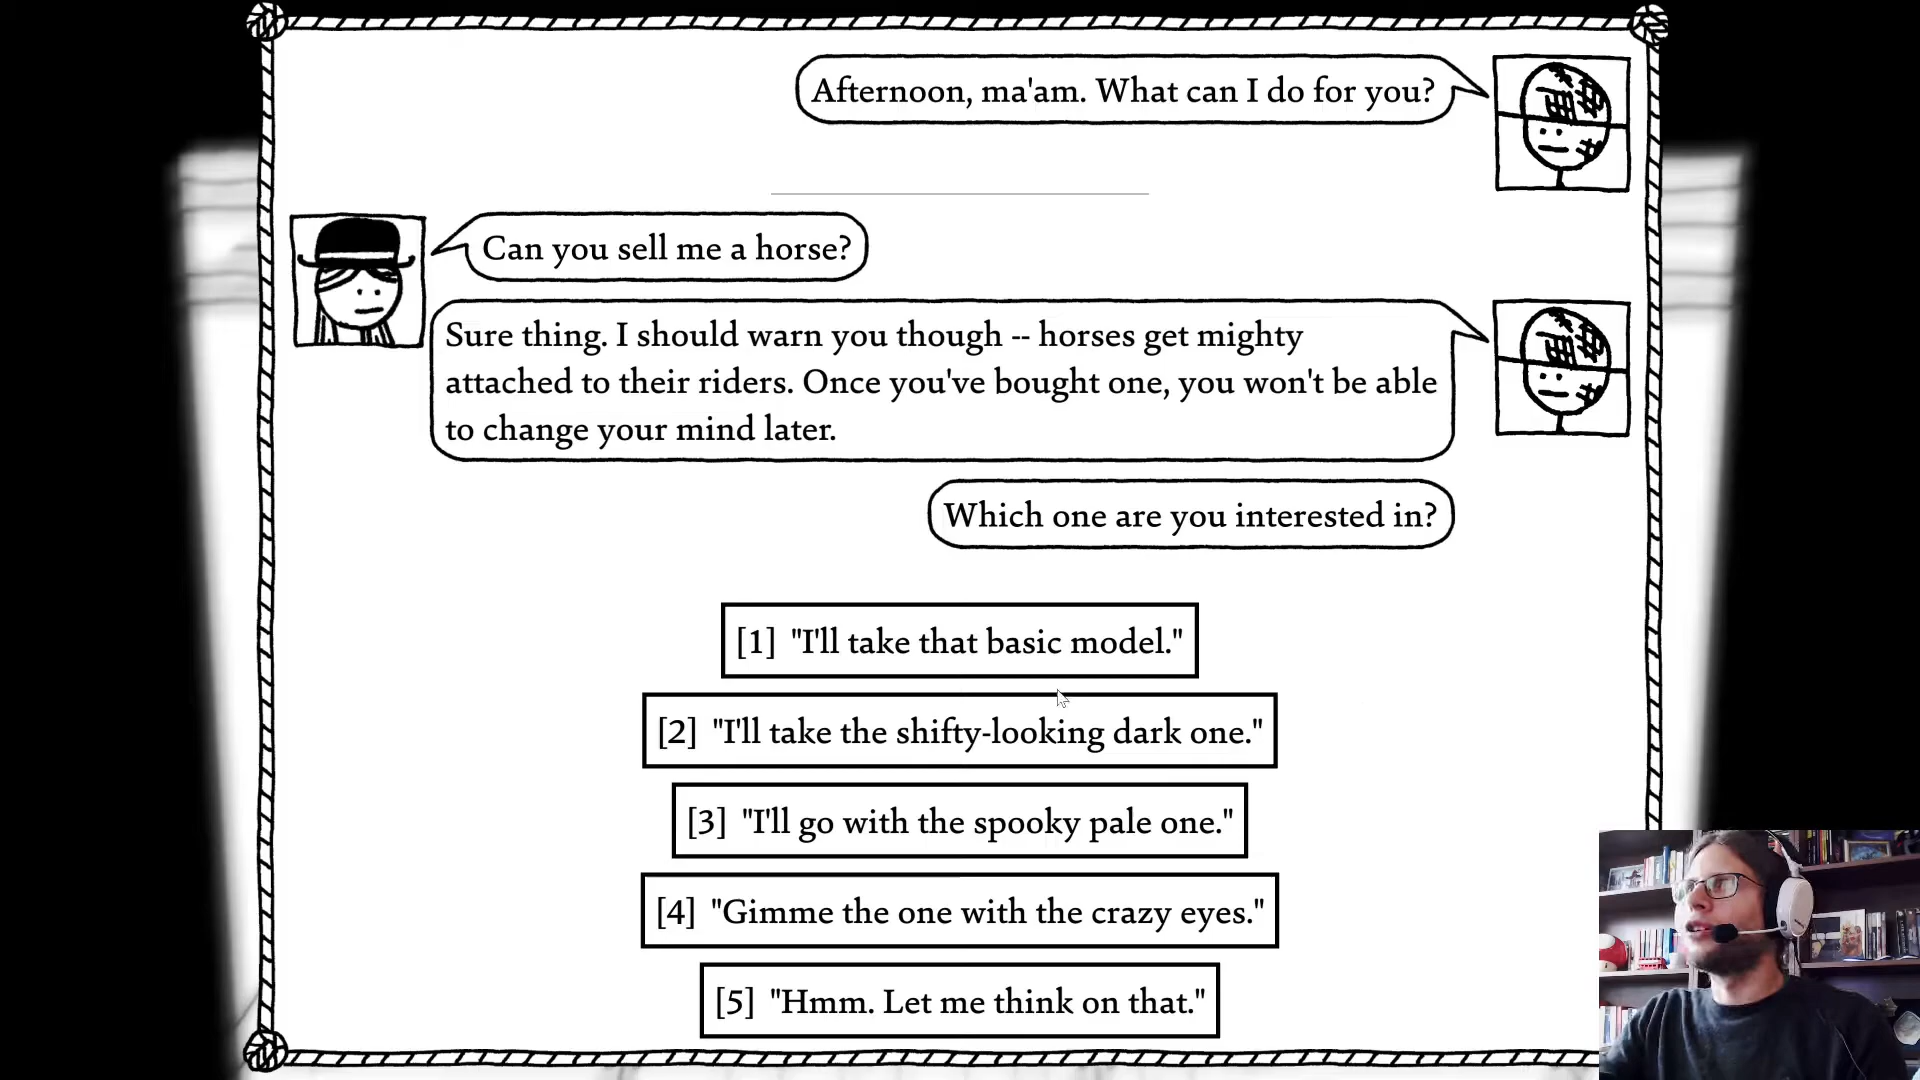 Afternoon, ma'am. What can I do for you?
Can you sell me a horse?
Sure thing. I should warn you though -- horses get mighty
attached to their riders. Once you've bought one, you won't be able
to change your mind later.
Which one are you interested in?
[1] "I'll take that basic model."
[2] "I'll take the shifty-looking dark one."
[3] "I'll go with the spooky pale one."
[4] "Gimme the one with the crazy eyes."
[5] "Hmm. Let me think on that."